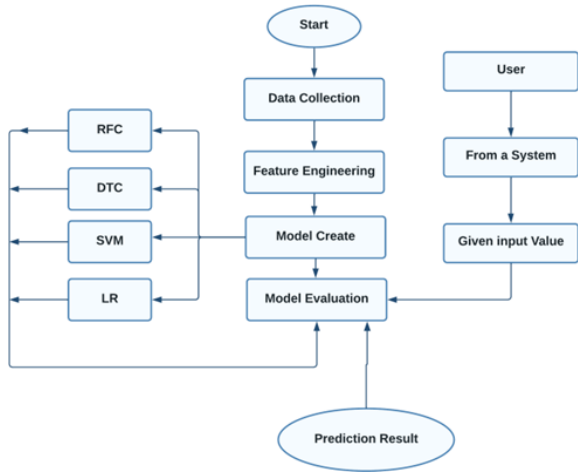 Start
Data Collection
User
RFC
Feature Engineering
From a System
DTC
Model Create
Given input Value
SVM
Model Evaluation
LR
Prediction Result